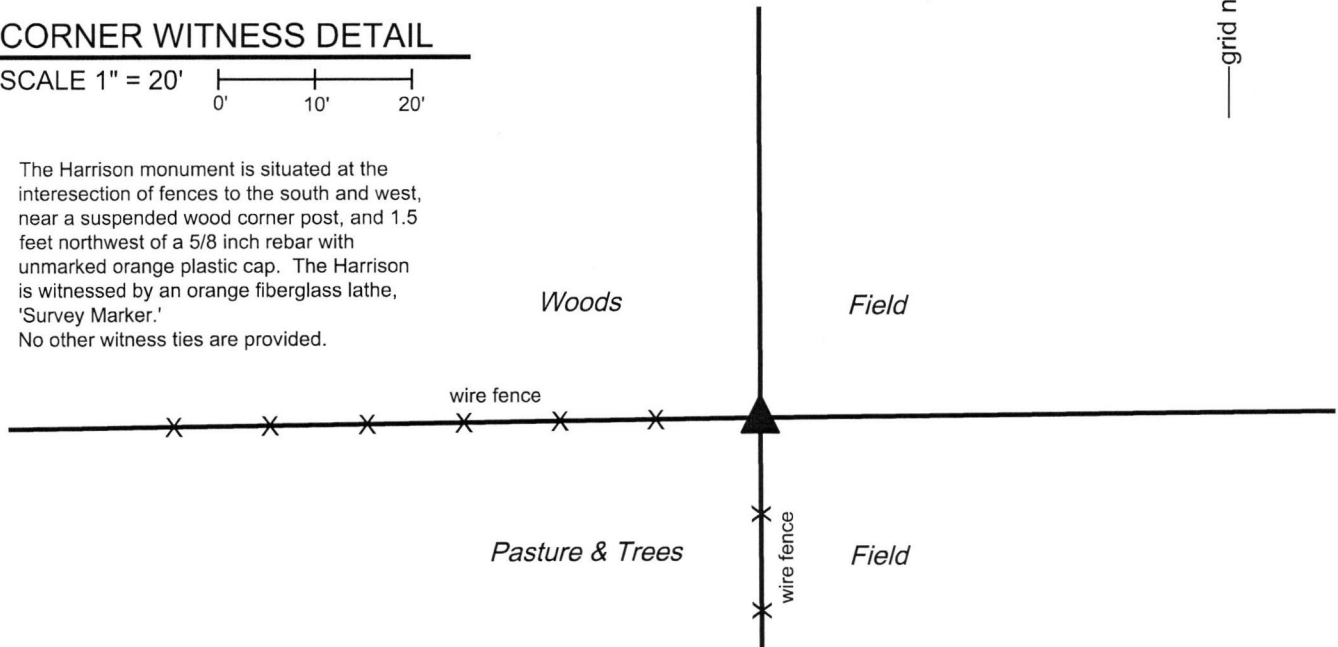 CORNER WITNESS DETAIL
SCALE 1" = 20'
0' 10' 20'
The Harrison monument is situated at the
interesection of fences to the south and west,
near a suspended wood corner post, and 1.5
feet northwest of a 5/8 inch rebar with
unmarked orange plastic cap. The Harrison
is witnessed by an orange fiberglass lathe,
'Survey Marker.'
No other witness ties are provided.
grid
Woods
Field
wire fence
Pasture & Trees
wire fence
Field